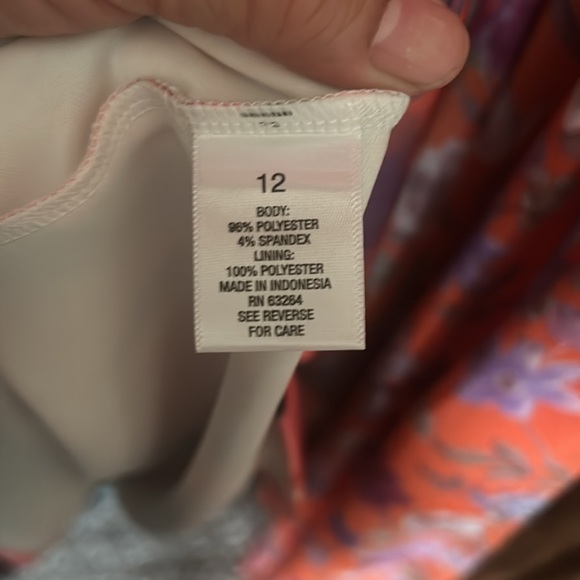 12
BODY:
96% POLYESTER
4% SPANDEX
LINING:
100% POLYESTER
MADE IN INDONESIA
RN 63264
SEE REVERSE
FOR CARE